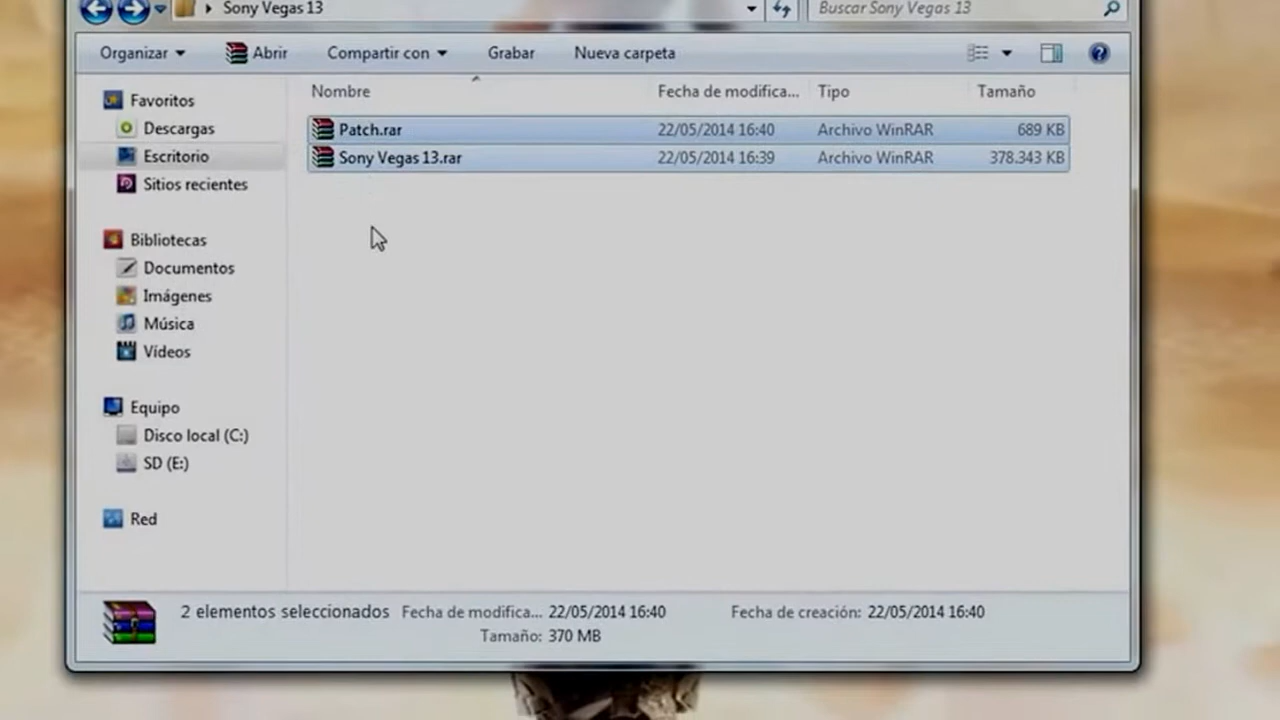 Sony Vegas 13
Buscar Sony Vegas 13
Organizar
Abrir
Compartir con
Grabar
Nueva carpeta
Nombre
Fecha de modifica...
Tipo
Tamaño
Favoritos
Descargas
Escritorio
Sitios recientes
Bibliotecas
Documentos
Imágenes
Música
Vídeos
Equipo
Disco local (C:)
SD (E:)
Red
Patch.rar 22/05/2014 16:40 Archivo WinRAR 689 KB
Sony Vegas 13.rar 22/05/2014 16:39 Archivo WinRAR 378.343 KB
2 elementos seleccionados
Fecha de modifica... 22/05/2014 16:40
Fecha de creación: 22/05/2014 16:40
Tamaño: 370 MB